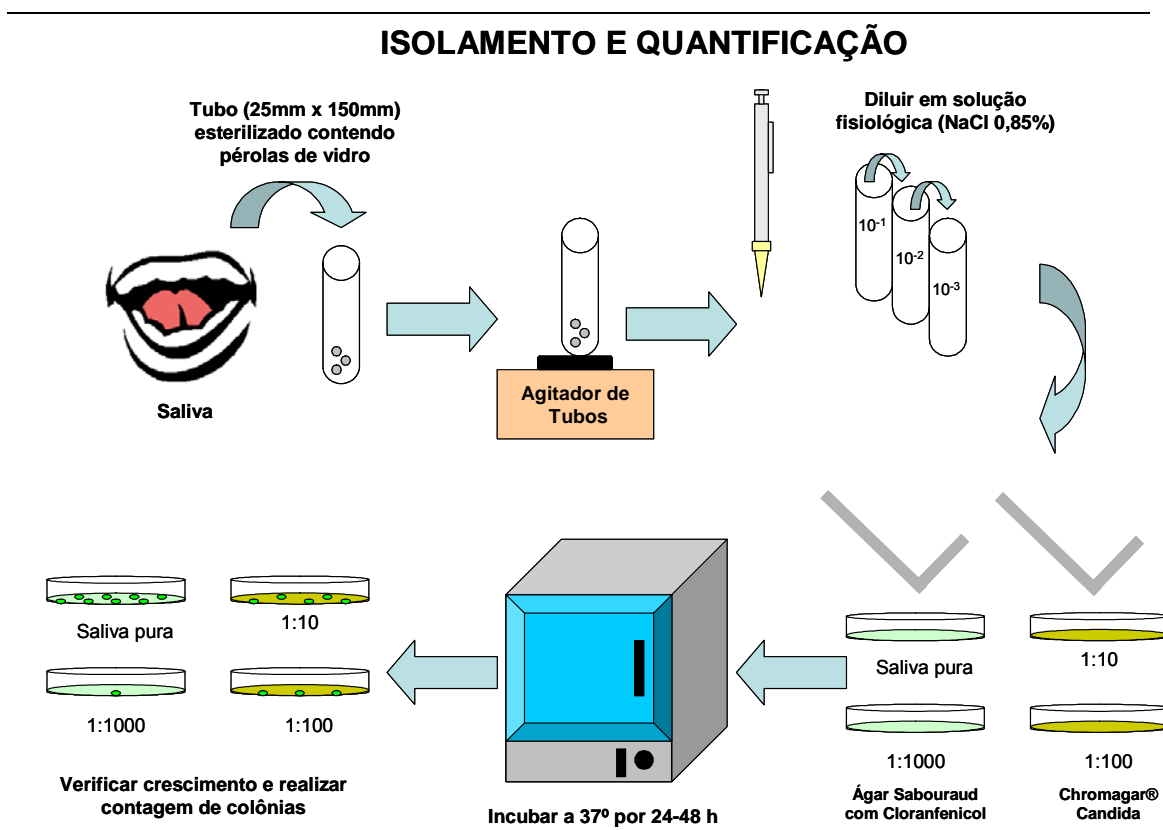 ISOLAMENTO E QUANTIFICAÇÃO
Tubo (25mm x 150mm)
esterilizado contendo
pérolas de vidro
Diluir em solução
fisiológica (NaCl 0,85%)
10⁻¹
10⁻²
10⁻³
Saliva
Agitador de
Tubos
Saliva pura
1:10
1:1000
1:100
Ágar Sabouraud
com Cloranfenicol
Chromagar®
Candida
Incubar a 37º por 24-48 h
Saliva pura
1:10
1:1000
1:100
Verificar crescimento e realizar
contagem de colônias